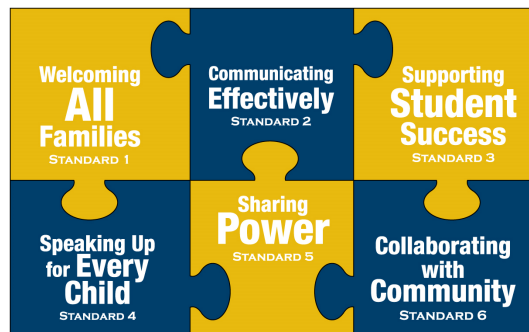 Welcoming
All
Families
STANDARD 1
Communicating
Effectively
STANDARD 2
Supporting
Student
Success
STANDARD 3
Speaking Up
for Every
Child
STANDARD 4
Sharing
Power
STANDARD 5
Collaborating
with
Community
STANDARD 6